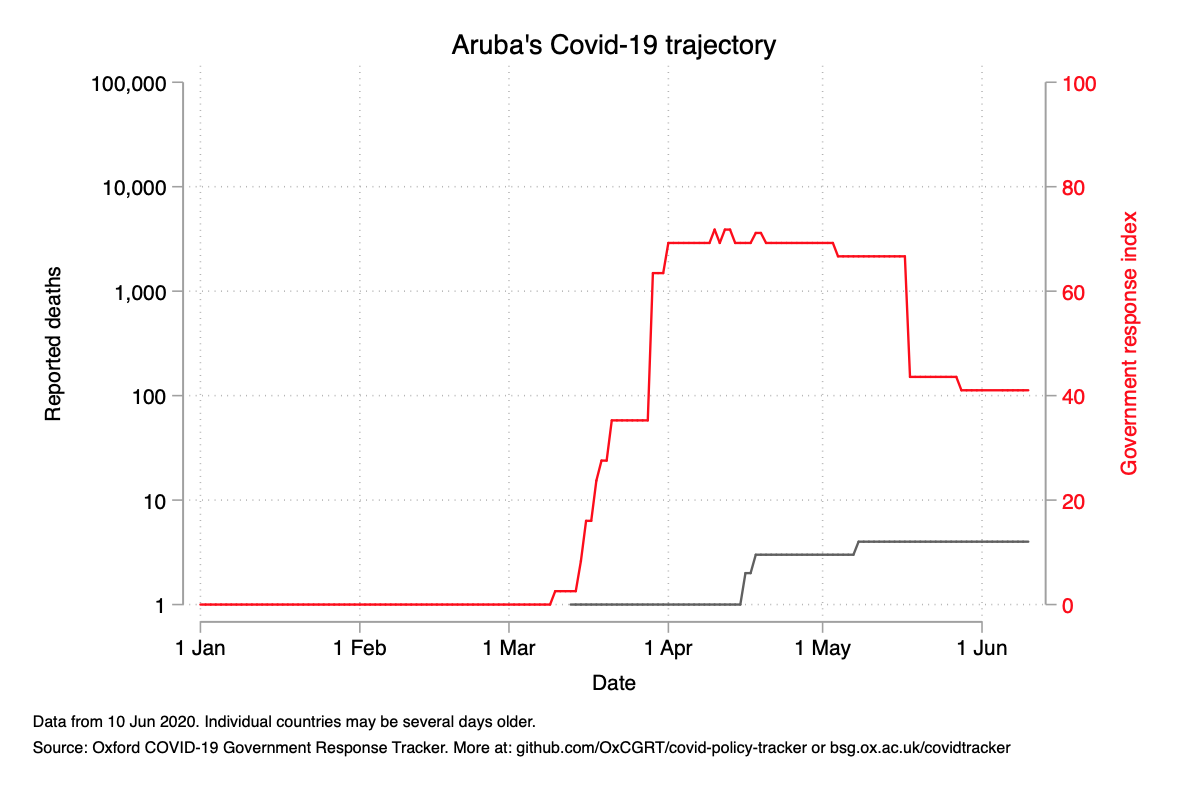 Aruba's Covid-19 trajectory
100,000
10,000
1,000
100
10
1
Reported deaths
100
80
60
40
20
0
Government response index
1 Jan
1 Feb
1 Mar
1 Apr
1 May
1 Jun
Date
Data from 10 Jun 2020. Individual countries may be several days older.
Source: Oxford COVID-19 Government Response Tracker. More at: github.com/OxCGRT/covid-policy-tracker or bsg.ox.ac.uk/covidtracker